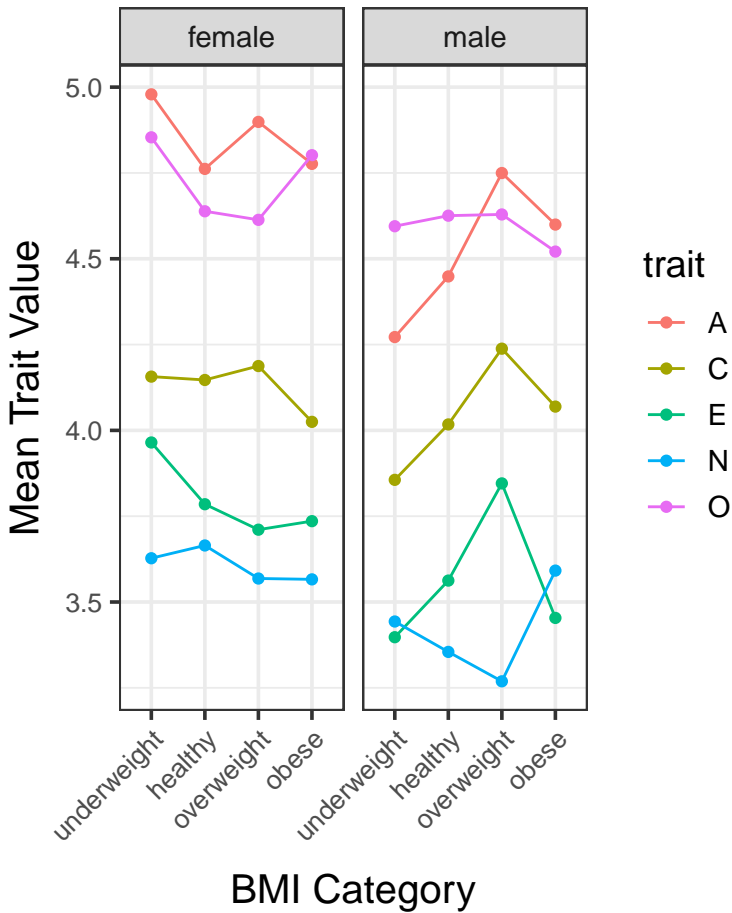 female
male
5.0
4.5
4.0
3.5
Mean Trait Value
underweight
healthy
overweight
obese
underweight
healthy
overweight
obese
BMI Category
trait
A
C
E
N
O